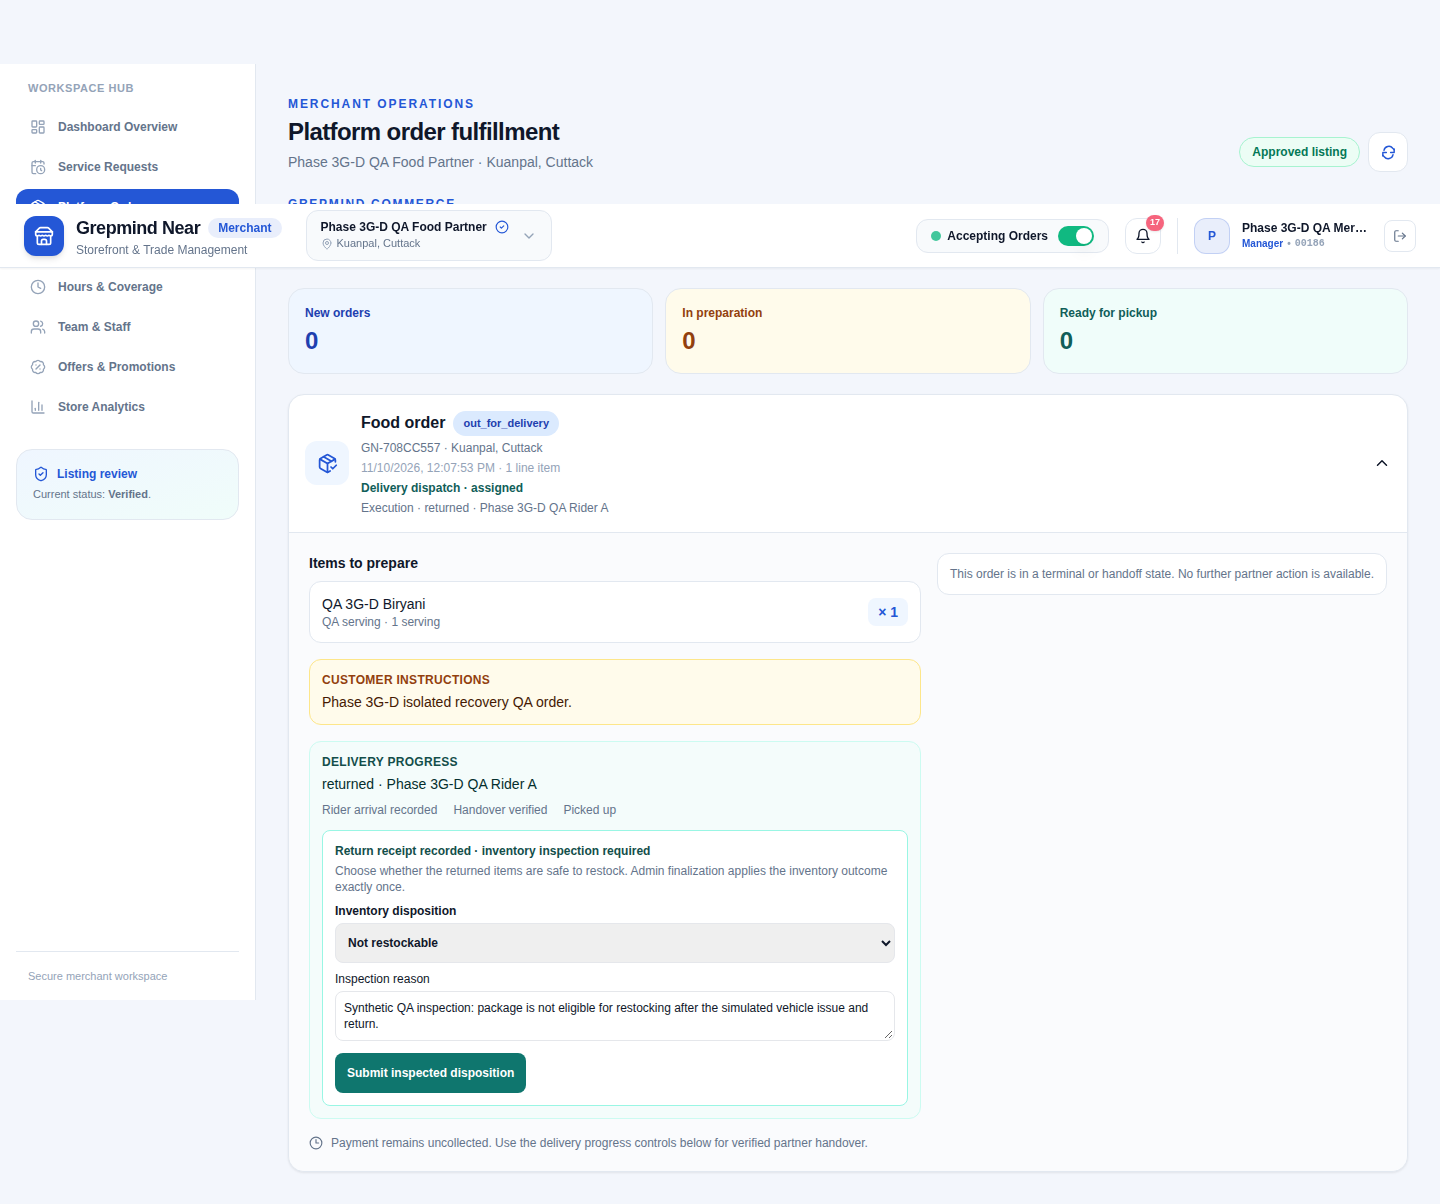 WORKSPACE HUB
Dashboard Overview
Service Requests
MERCHANT OPERATIONS
Platform order fulfillment
Phase 3G-D QA Food Partner · Kuanpal, Cuttack
Approved listing
GREPMIND COMMERCE
Grepmind Near
Merchant
Storefront & Trade Management
Phase 3G-D QA Food Partner
Kuanpal, Cuttack
Accepting Orders
17
P
Phase 3G-D QA Mer...
Manager • 00186
Hours & Coverage
Team & Staff
Offers & Promotions
Store Analytics
Listing review
Current status: Verified.
Secure merchant workspace
New orders
0
In preparation
0
Ready for pickup
0
Food order
out_for_delivery
GN-708CC557 · Kuanpal, Cuttack
11/10/2026, 12:07:53 PM · 1 line item
Delivery dispatch · assigned
Execution · returned · Phase 3G-D QA Rider A
Items to prepare
QA 3G-D Biryani
QA serving · 1 serving
× 1
This order is in a terminal or handoff state. No further partner action is available.
CUSTOMER INSTRUCTIONS
Phase 3G-D isolated recovery QA order.
DELIVERY PROGRESS
returned · Phase 3G-D QA Rider A
Rider arrival recorded Handover verified Picked up
Return receipt recorded · inventory inspection required
Choose whether the returned items are safe to restock. Admin finalization applies the inventory outcome
exactly once.
Inventory disposition
Not restockable
Inspection reason
Synthetic QA inspection: package is not eligible for restocking after the simulated vehicle issue and
return.
Submit inspected disposition
Payment remains uncollected. Use the delivery progress controls below for verified partner handover.